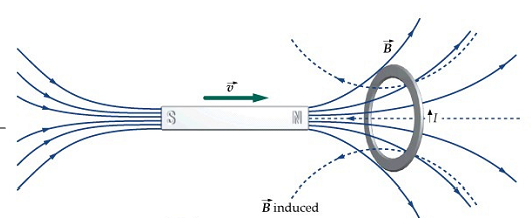 B⃗
v⃗
S N
I
B⃗ induced